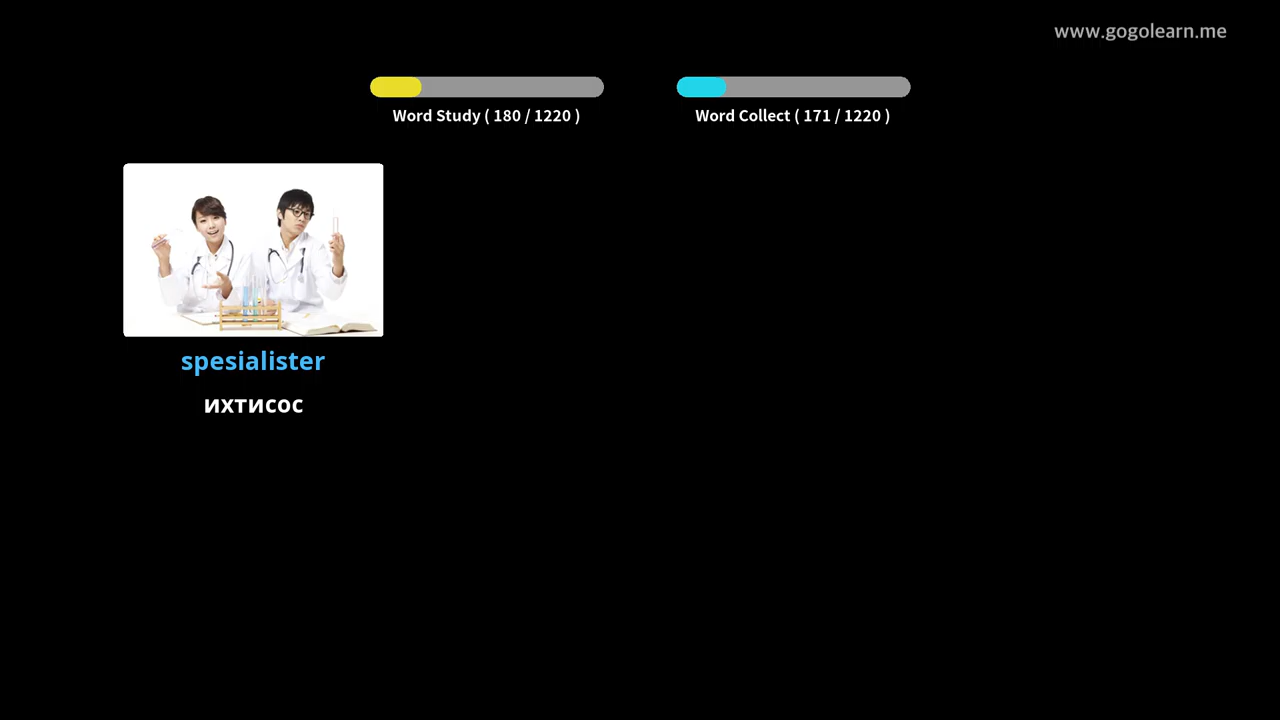 www.gogolearn.me
Word Study ( 180 / 1220 )
Word Collect ( 171 / 1220 )
spesialister
ихтисос